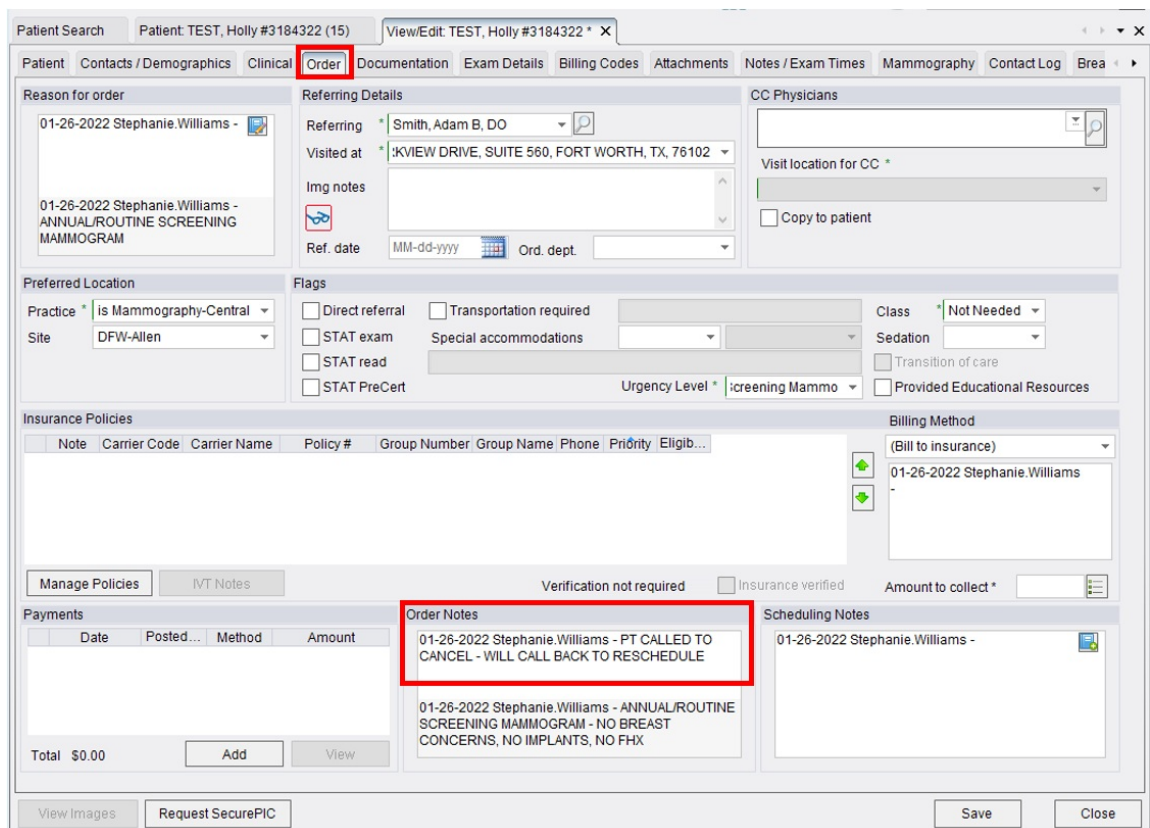 Patient Search Patient: TEST, Holly #3184322 (15) View/Edit: TEST, Holly #3184322 * X
Patient Contacts / Demographics Clinical Order Documentation Exam Details Billing Codes Attachments Notes / Exam Times Mammography Contact Log Brea
Reason for order
01-26-2022 Stephanie.Williams -
01-26-2022 Stephanie.Williams -
ANNUAL/ROUTINE SCREENING
MAMMOGRAM
Referring Details
Referring * Smith, Adam B, DO
Visited at * :KVIEW DRIVE, SUITE 560, FORT WORTH, TX, 76102
Img notes
Ref. date MM-dd-yyyy Ord. dept.
CC Physicians
Visit location for CC *
Copy to patient
Preferred Location
Practice * is Mammography-Central
Site DFW-Allen
Flags
Direct referral Transportation required Class * Not Needed
STAT exam Special accommodations Sedation
STAT read Transition of care
STAT PreCert Urgency Level * creening Mammo Provided Educational Resources
Insurance Policies
Note Carrier Code Carrier Name Policy # Group Number Group Name Phone Priority Eligib...
Manage Policies IVT Notes Verification not required Insurance verified
Billing Method
(Bill to insurance)
01-26-2022 Stephanie.Williams
-
Amount to collect *
Payments
Date Posted... Method Amount
Total $0.00 Add View
Order Notes
01-26-2022 Stephanie.Williams - PT CALLED TO
CANCEL - WILL CALL BACK TO RESCHEDULE
01-26-2022 Stephanie.Williams - ANNUAL/ROUTINE
SCREENING MAMMOGRAM - NO BREAST
CONCERNS, NO IMPLANTS, NO FHX
Scheduling Notes
01-26-2022 Stephanie.Williams -
View Images Request SecurePIC Save Close